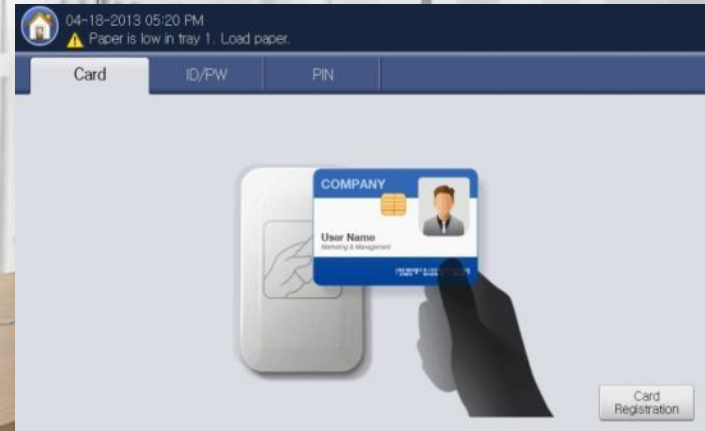 04-18-2013 05:20 PM
Paper is low in tray 1. Load paper.
Card
ID/PW
PIN
COMPANY
User Name
Marketing & Management
Card
Registration